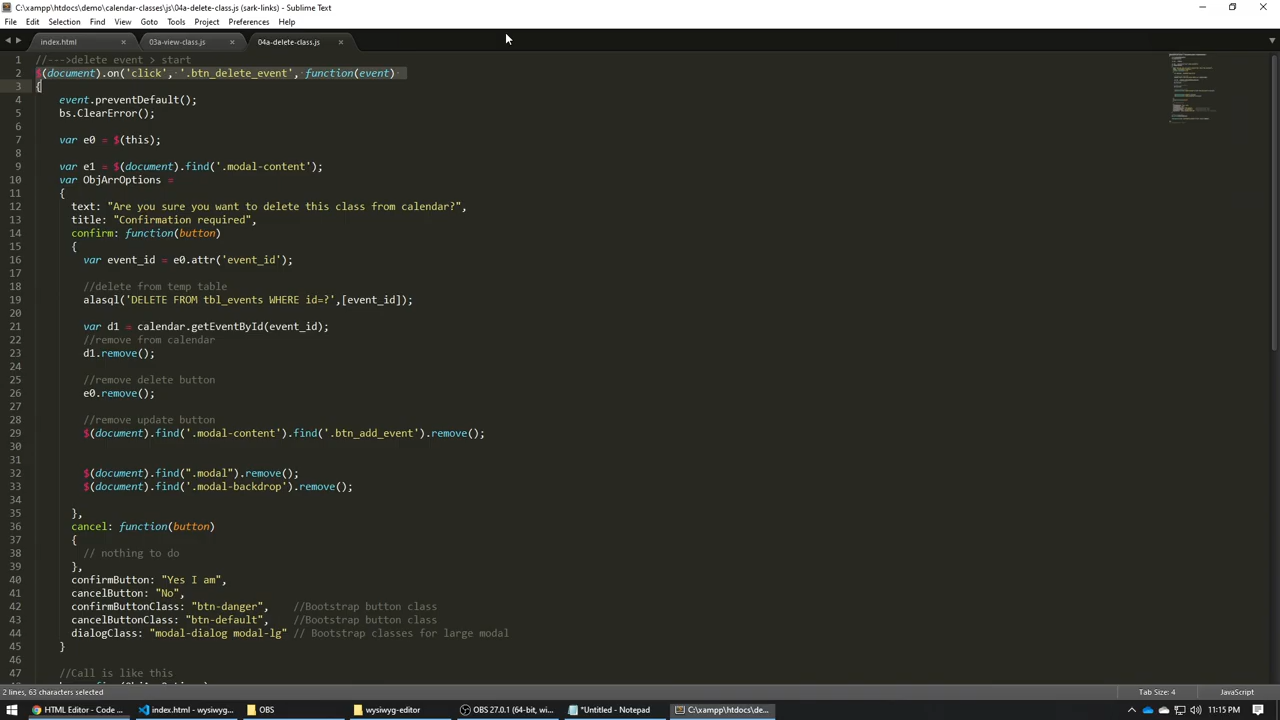 C:\xampp\htdocs\demo\calendar-classes\js\04a-delete-class.js (sark-links) - Sublime Text
File Edit Selection Find View Goto Tools Project Preferences Help
index.html 03a-view-class.js 04a-delete-class.js
1 //--->delete event > start
2 $(document).on('click', '.btn_delete_event', function(event)
3 {
4 event.preventDefault();
5 bs.ClearError();
6
7 var e0 = $(this);
8
9 var e1 = $(document).find('.modal-content');
10 var ObjArrOptions =
11 {
12 text: "Are you sure you want to delete this class from calendar?",
13 title: "Confirmation required",
14 confirm: function(button)
15 {
16 var event_id = e0.attr('event_id');
17
18 //delete from temp table
19 alasql('DELETE FROM tbl_events WHERE id=?',[event_id]);
20
21 var d1 = calendar.getEventById(event_id);
22 //remove from calendar
23 d1.remove();
24
25 //remove delete button
26 e0.remove();
27
28 //remove update button
29 $(document).find('.modal-content').find('.btn_add_event').remove();
30
31
32 $(document).find(".modal").remove();
33 $(document).find('.modal-backdrop').remove();
34
35 },
36 cancel: function(button)
37 {
38 // nothing to do
39 },
40 confirmButton: "Yes I am",
41 cancelButton: "No",
42 confirmButtonClass: "btn-danger", //Bootstrap button class
43 cancelButtonClass: "btn-default", //Bootstrap button class
44 dialogClass: "modal-dialog modal-lg" // Bootstrap classes for large modal
45 }
46
47 //Call is like this
2 lines, 63 characters selected Tab Size: 4 JavaScript
HTML Editor - Code ... index.html - wysiwyg... OBS wysiwyg-editor OBS 27.0.1 (64-bit, wi... *Untitled - Notepad C:\xampp\htdocs\de... 11:15 PM